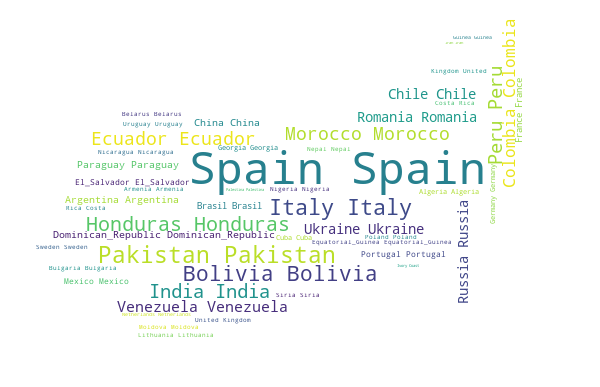 Guinea Guinea
Kingdom United
Chile Chile
Costa Rica
Peru Peru
Colombia Colombia
France France
Belarus Belarus
Uruguay Uruguay
China China
Romania Romania
Ecuador Ecuador
Morocco Morocco
Nicaragua Nicaragua
Georgia Georgia
Nepal Nepal
Paraguay Paraguay
Spain Spain
El_Salvador El_Salvador
Armenia Armenia
Nigeria Nigeria
Algeria Algeria
Germany Germany
Argentina Argentina
Rica Costa
Brasil Brasil
Italy Italy
Russia Russia
Honduras Honduras
Ukraine Ukraine
Dominican_Republic Dominican_Republic
Cuba Cuba
Poland Poland
Equatorial_Guinea Equatorial_Guinea
Sweden Sweden
Pakistan Pakistan
Portugal Portugal
Bulgaria Bulgaria
Bolivia Bolivia
Mexico Mexico
India India
Siria Siria
Venezuela Venezuela
United Kingdom
Moldova Moldova
Lithuania Lithuania